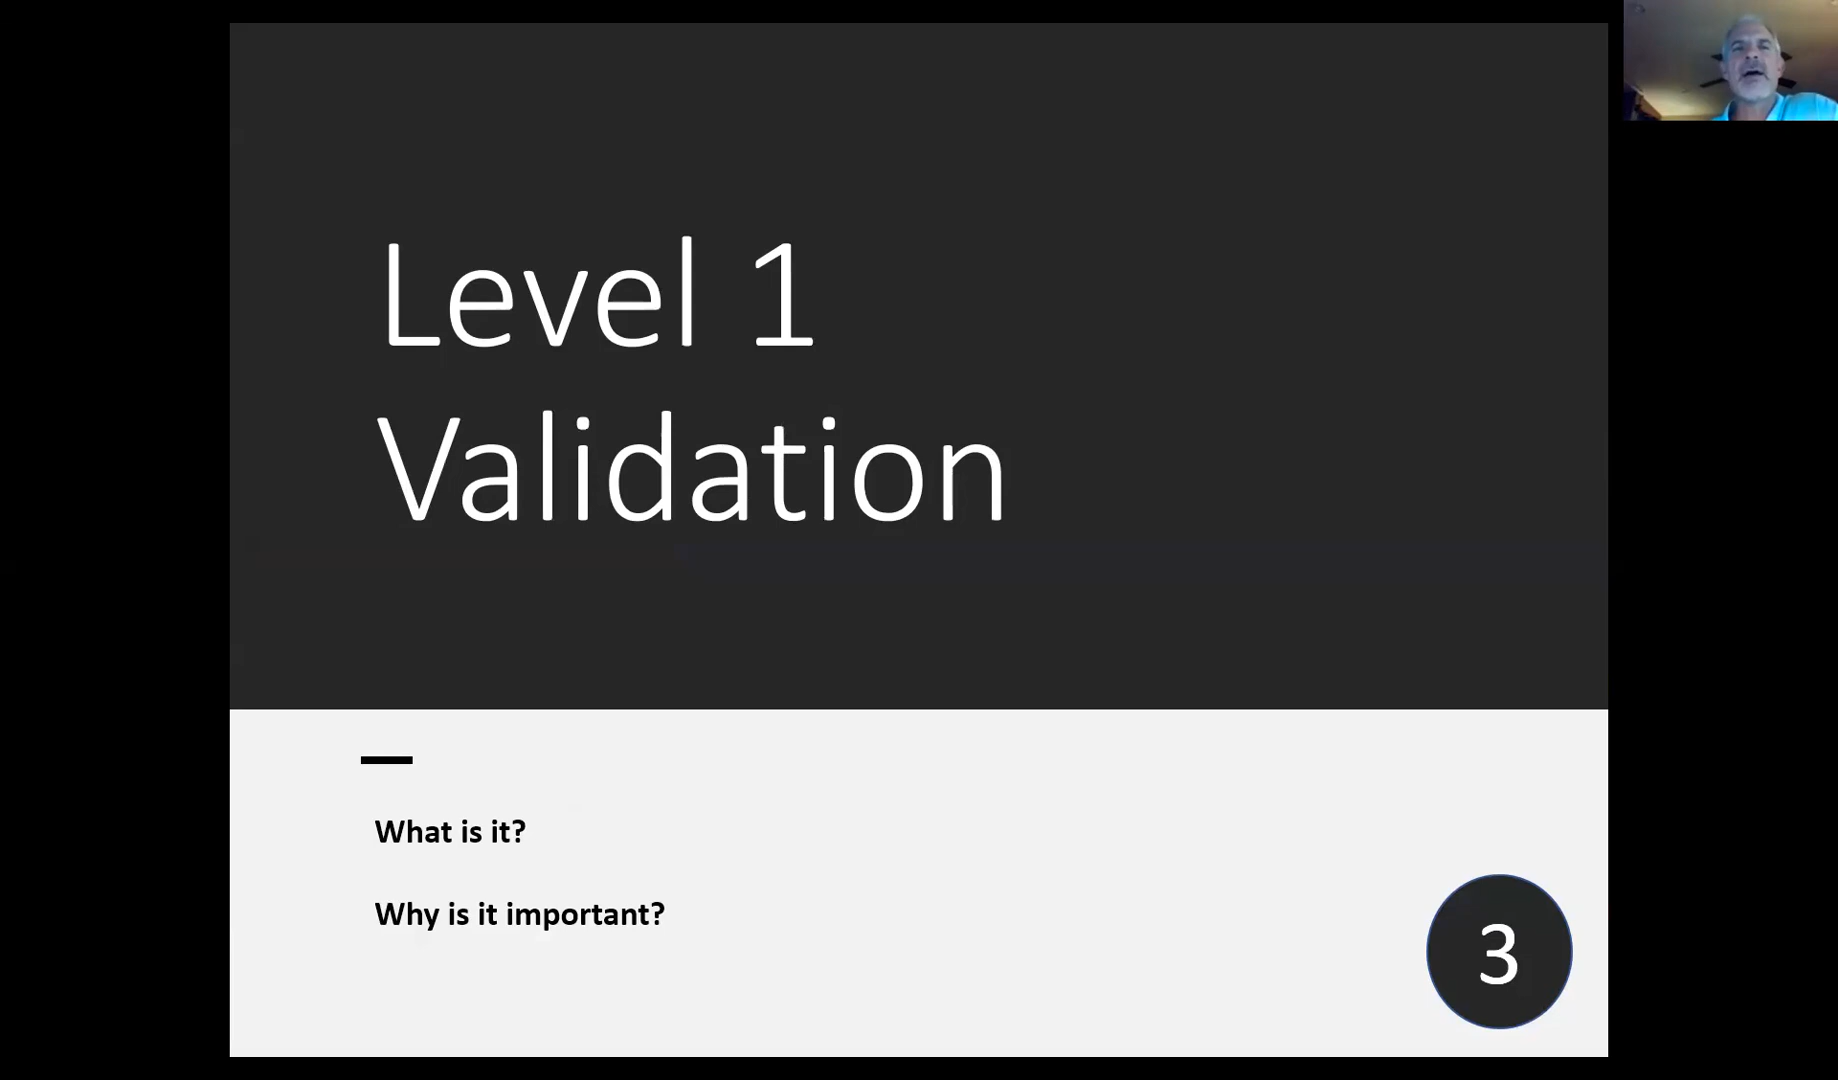 Level 1
Validation
What is it?
Why is it important?
3